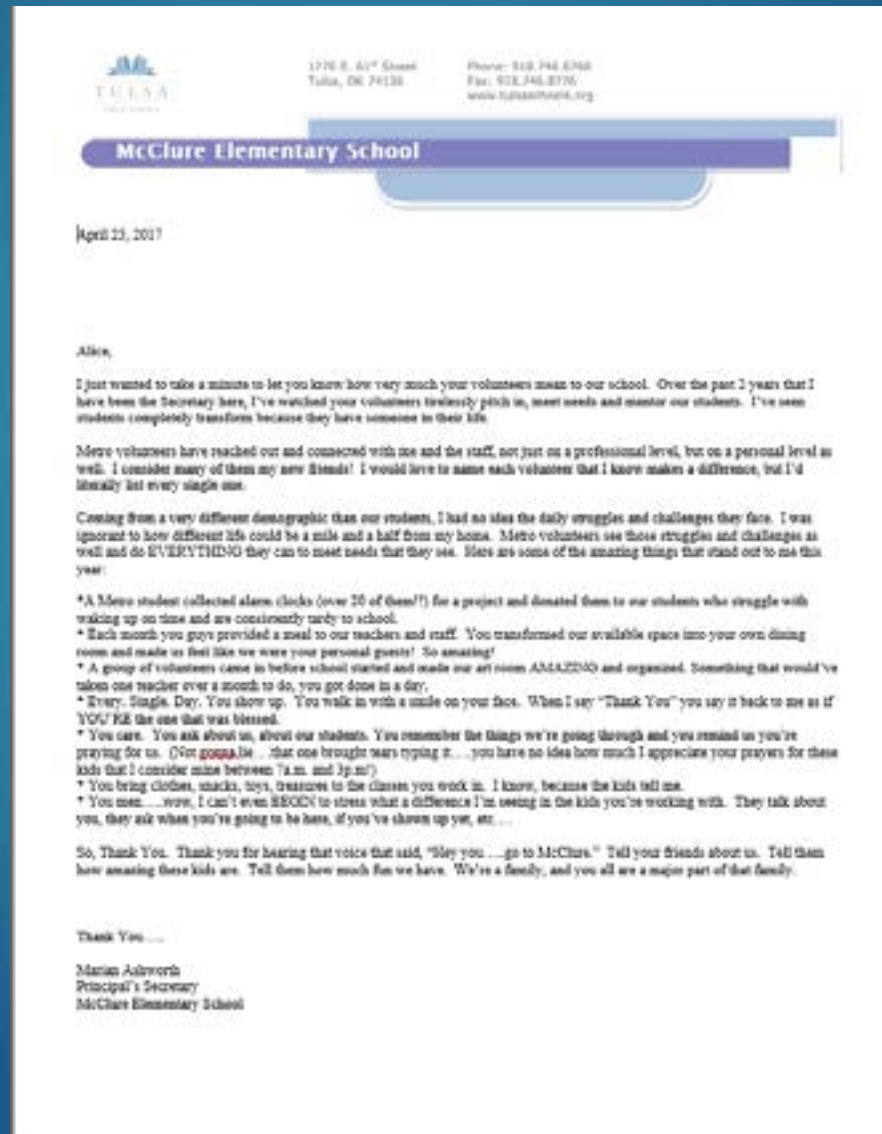 TULSA
1770 E. 61st Street
Tulsa, OK 74136
Phone: 918.746.8760
Fax: 918.746.8776
www.tulsaschools.org
McClure Elementary School
April 25, 2017
Alice,
I just wanted to take a minute to let you know how very much your volunteers mean to our school. Over the past 2 years that I
have been the Secretary here, I've watched your volunteers tirelessly pitch in, meet needs and mentor our students. I've seen
students completely transform because they have someone in their life.
Metro volunteers have reached out and connected with me and the staff, not just on a professional level, but on a personal level as
well. I consider many of them my new friends! I would love to name each volunteer that I know makes a difference, but I'd
literally list every single one.
Coming from a very different demographic than our students, I had no idea the daily struggles and challenges they face. I was
ignorant to how different life could be a mile and a half from my home. Metro volunteers see those struggles and challenges as
well and do EVERYTHING they can to meet needs that they see. Here are some of the amazing things that stand out to me this
year:
*A Metro student collected alarm clocks (over 20 of them!!) for a project and donated them to our students who struggle with
waking up on time and are consistently tardy to school.
* Each month you guys provided a meal to our teachers and staff. You transformed our available space into your own dining
room and made us feel like we were your personal guests! So amazing!
* A group of volunteers came in before school started and made our art room AMAZING and organized. Something that would've
taken one teacher over a month to do, you got done in a day.
* Every. Single. Day. You show up. You walk in with a smile on your face. When I say "Thank You" you say it back to me as if
YOU'RE the one that was blessed.
* You care. You ask about us, about our students. You remember the things we're going through and you remind us you're
praying for us. (Not gonna lie....that one brought tears typing it....you have no idea how much I appreciate your prayers for these
kids that I consider mine between 7a.m. and 3p.m!)
* You bring clothes, snacks, toys, treasures to the classes you work in. I know, because the kids tell me.
* You men.....wow, I can't even BEGIN to stress what a difference I'm seeing in the kids you're working with. They talk about
you, they ask when you're going to be here, if you've shown up yet, etc....
So, Thank You. Thank you for hearing that voice that said, "Hey you.....go to McClure." Tell your friends about us. Tell them
how amazing these kids are. Tell them how much fun we have. We're a family, and you all are a major part of that family.
Thank You.....
Marian Ashworth
Principal's Secretary
McClure Elementary School